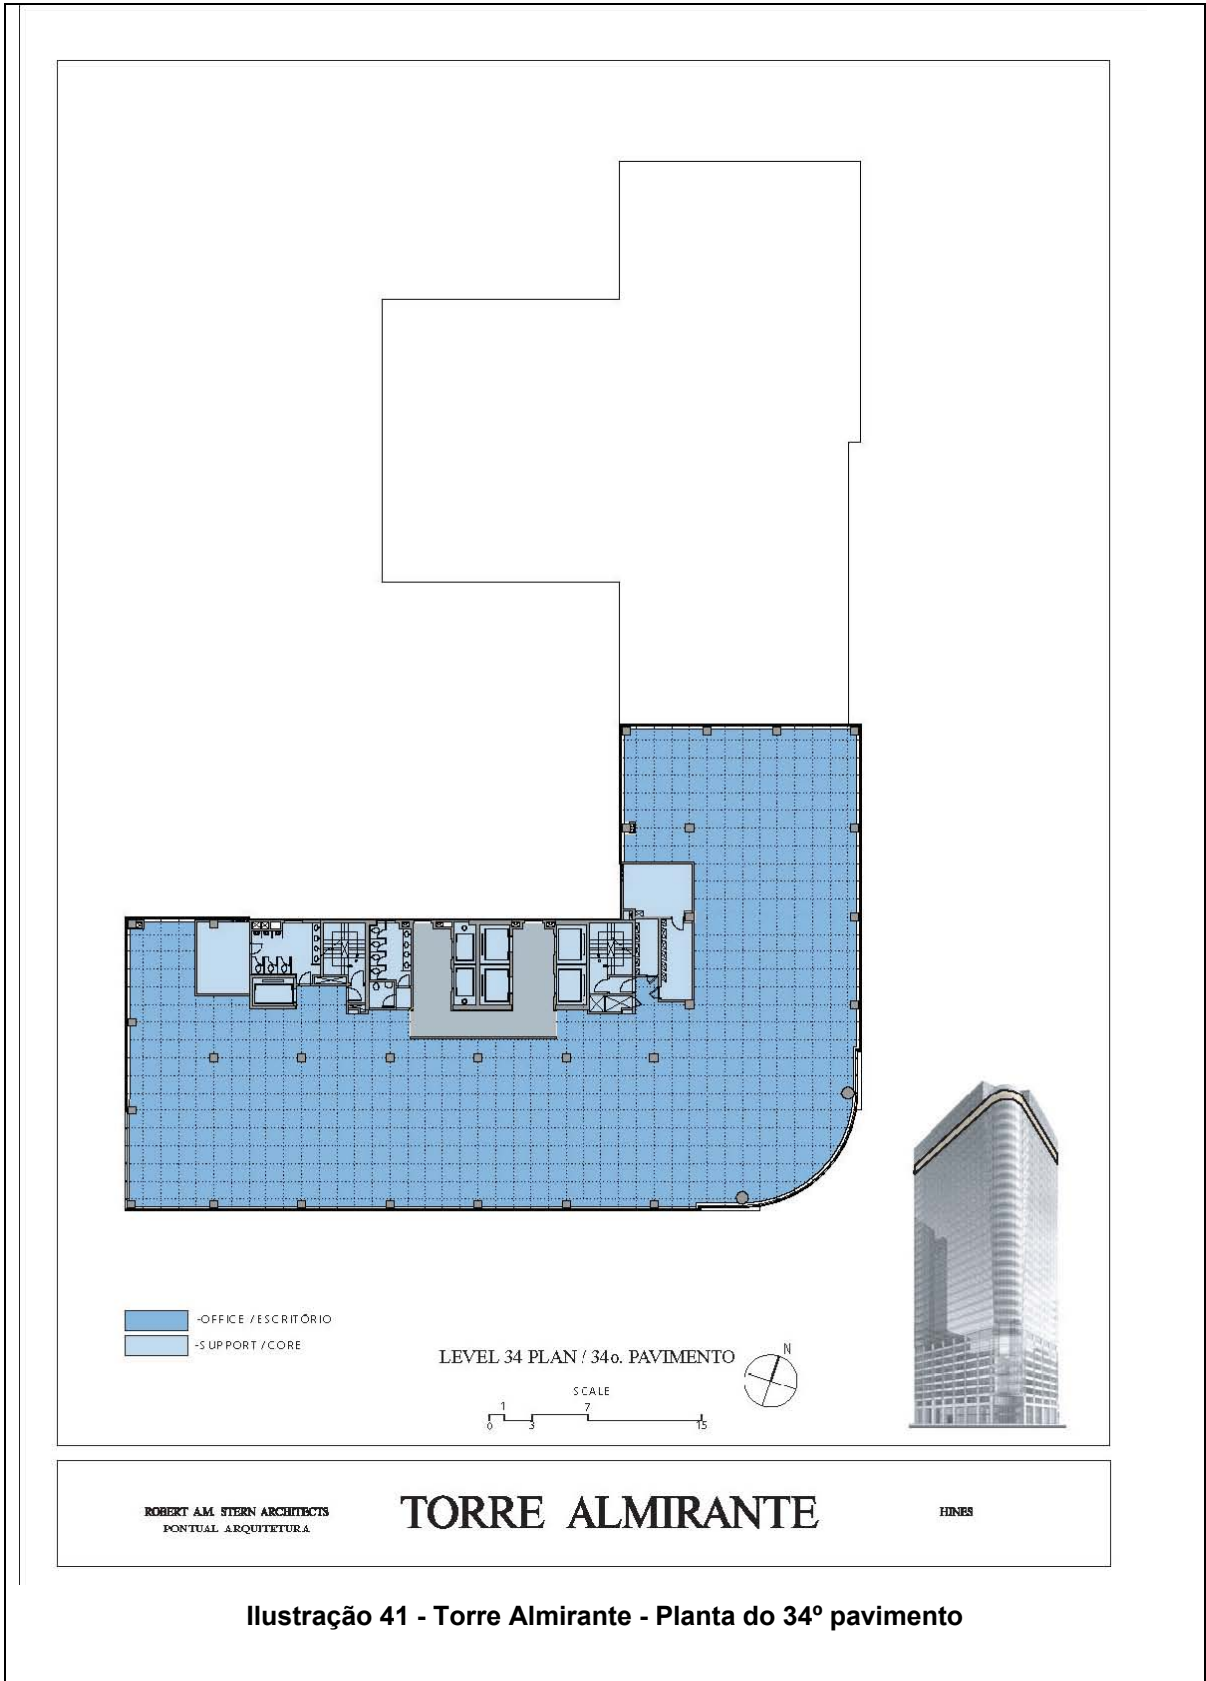 -OFFICE / ESCRITÓRIO
-SUPPORT / CORE
LEVEL 34 PLAN / 34o. PAVIMENTO
N
SCALE
1 7
0 3 15
ROBERT A.M. STERN ARCHITECTS
PONTUAL ARQUITETURA
TORRE ALMIRANTE
HINES
Ilustração 41 - Torre Almirante - Planta do 34º pavimento